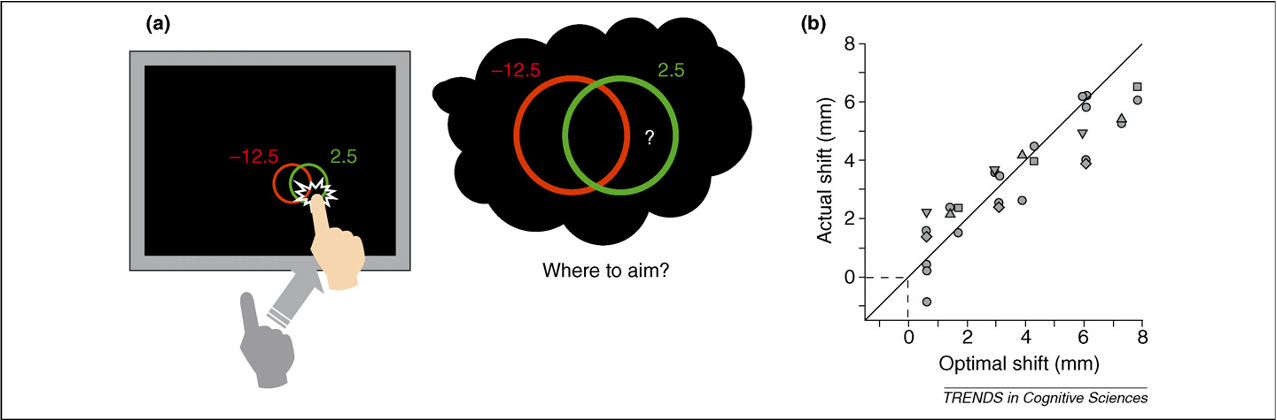 (a)
−12.5
2.5
−12.5
2.5
?
Where to aim?
(b)
Actual shift (mm)
8
6
4
2
0
0 2 4 6 8
Optimal shift (mm)
TRENDS in Cognitive Sciences